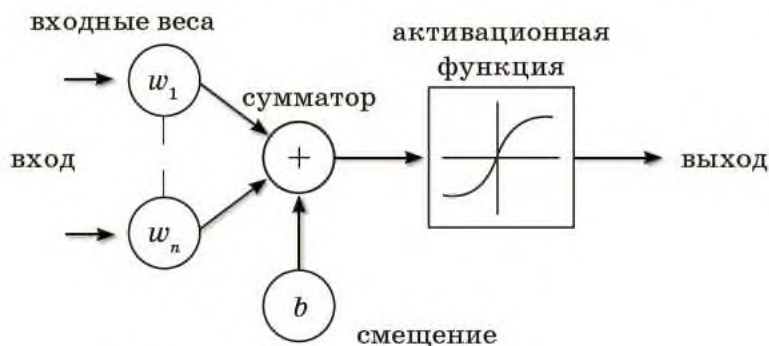 входные веса
активационная
функция
w1
сумматор
вход
+
выход
wn
b
смещение